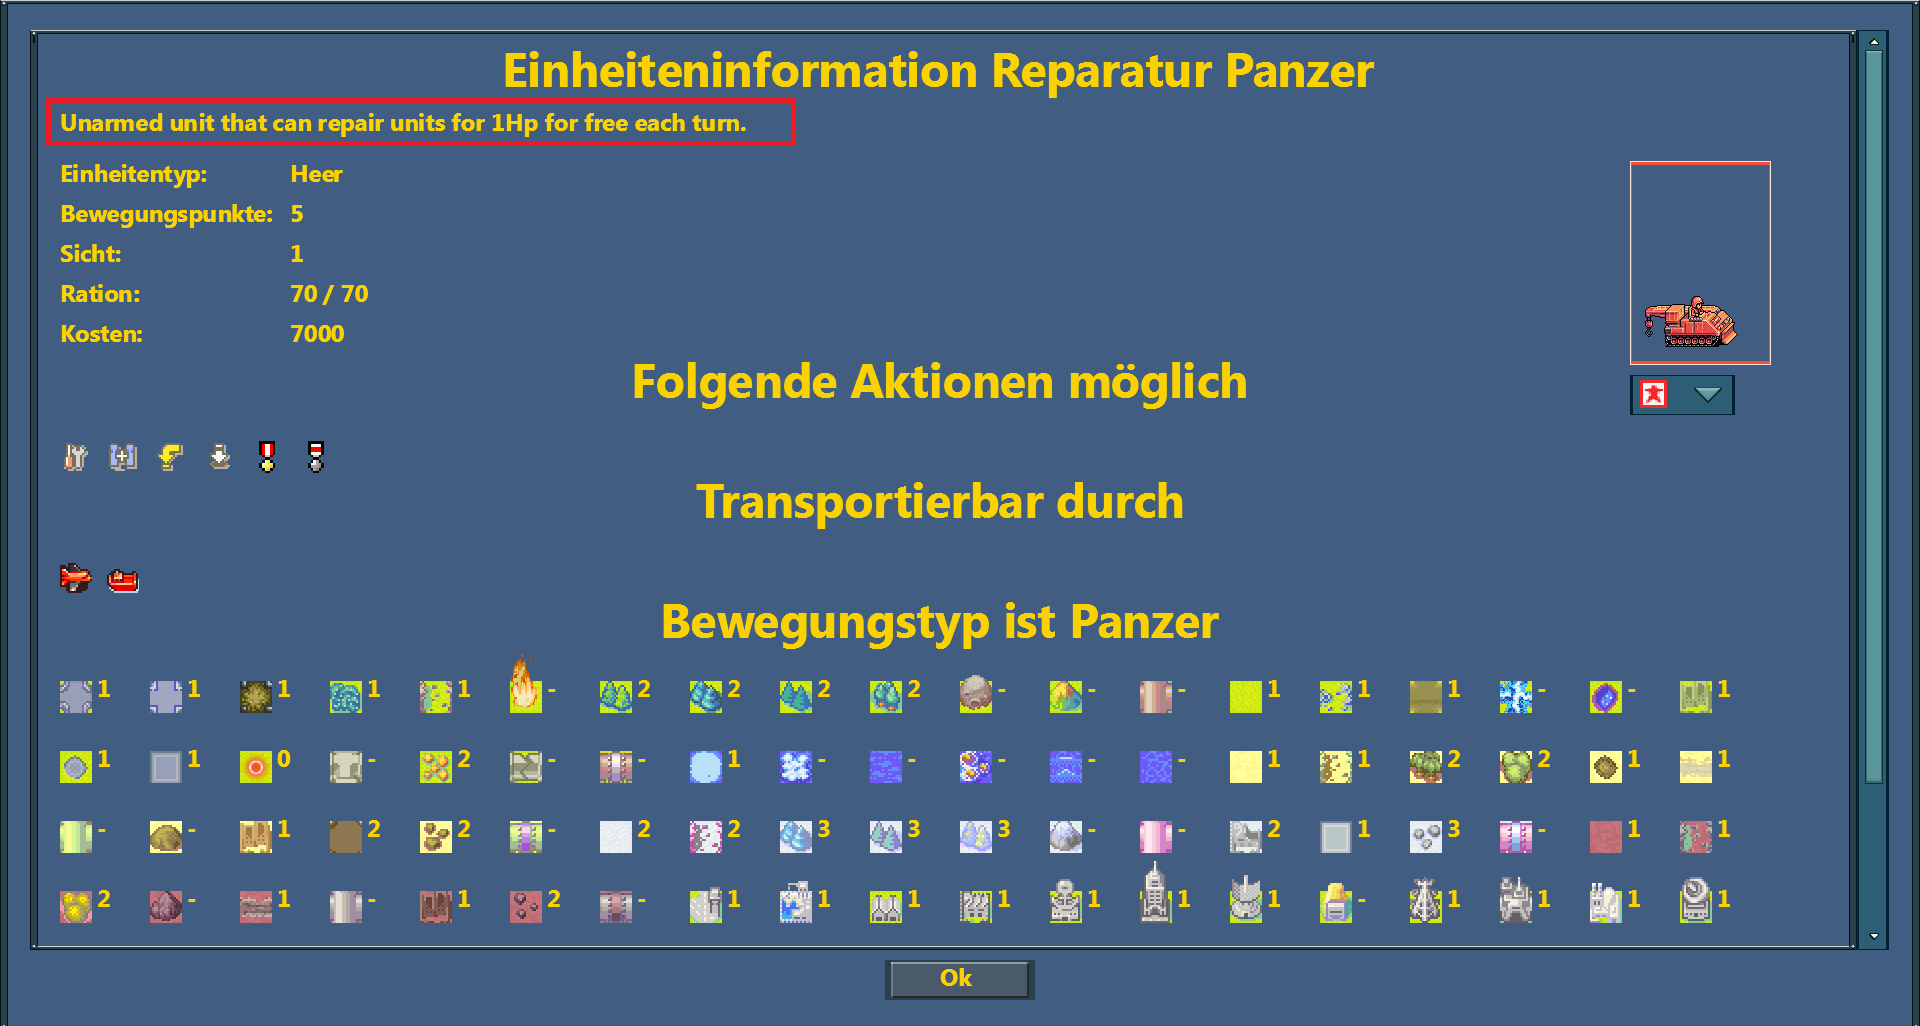 Einheiteninformation Reparatur Panzer
Unarmed unit that can repair units for 1Hp for free each turn.
Einheitentyp: Heer
Bewegungspunkte: 5
Sicht: 1
Ration: 70 / 70
Kosten: 7000
Folgende Aktionen möglich
Transportierbar durch
Bewegungstyp ist Panzer
1 1 1 1 1 - 2 2 2 2 - - - 1 1 1 - - 1
1 1 0 - 2 - - 1 - - - - - 1 1 2 2 1 1
- - 1 2 2 - 2 2 3 3 3 - - 2 1 3 - 1 1
2 - 1 - 1 2 - 1 1 1 1 1 1 1 - 1 1 1 1
Ok